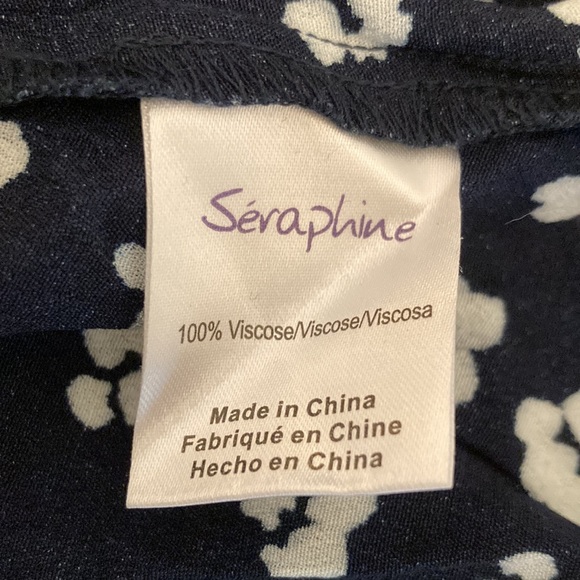 Séraphine
100% Viscose/Viscose/Viscosa
Made in China
Fabriqué en Chine
Hecho en China